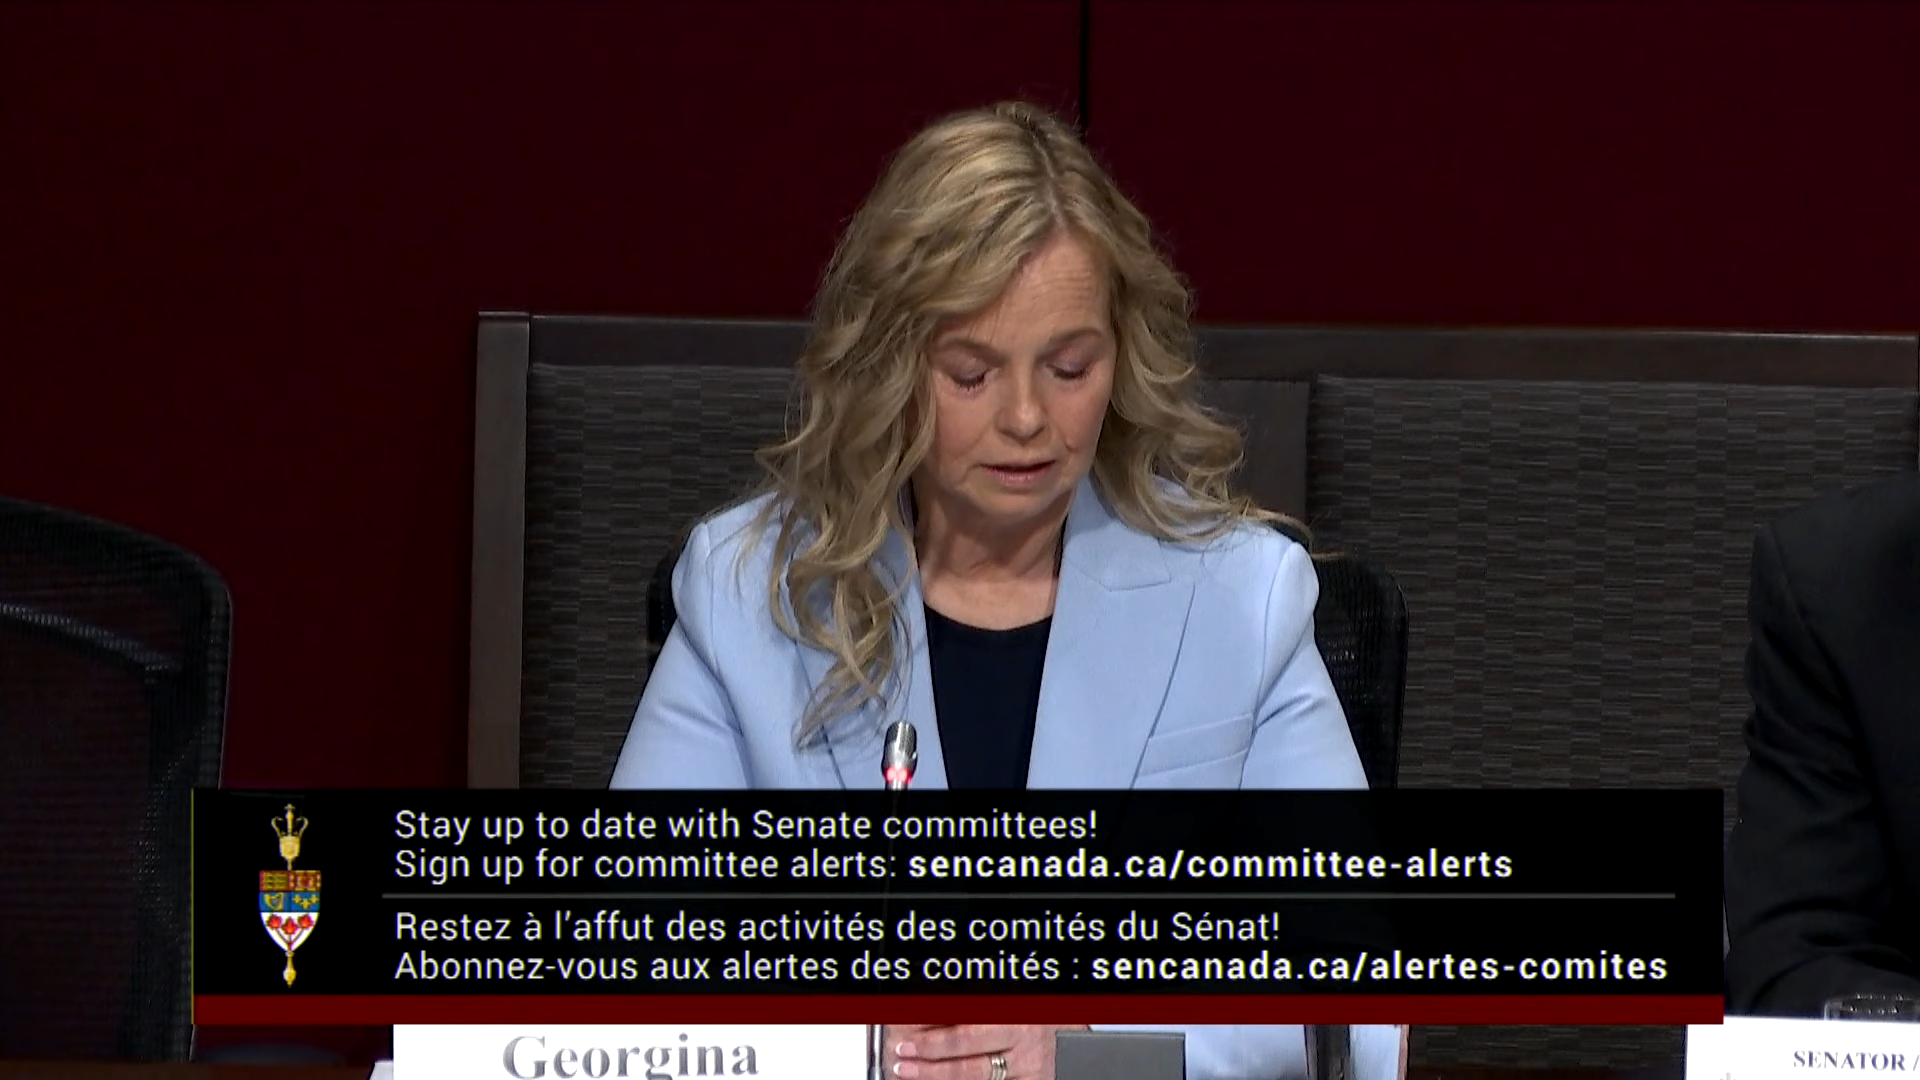 Stay up to date with Senate committees!
Sign up for committee alerts: sencanada.ca/committee-alerts
Restez à l'affut des activités des comités du Sénat!
Abonnez-vous aux alertes des comités : sencanada.ca/alertes-comites
Georgina
SENATOR /